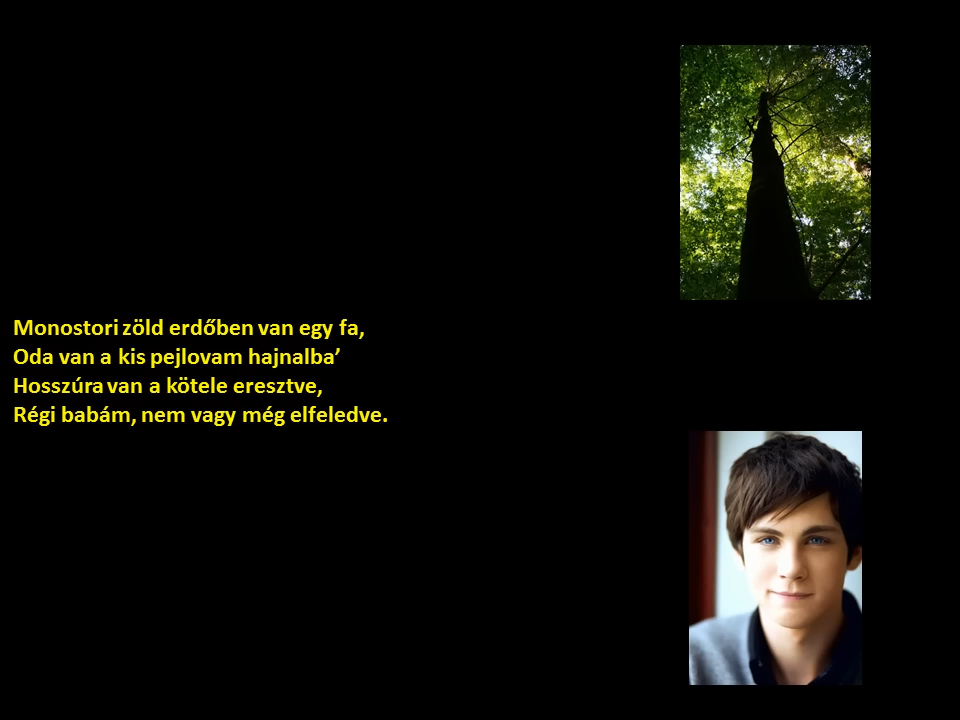 Monostori zöld erdőben van egy fa,
Oda van a kis pejlovam hajnalba’
Hosszúra van a kötele eresztve,
Régi babám, nem vagy még elfeledve.